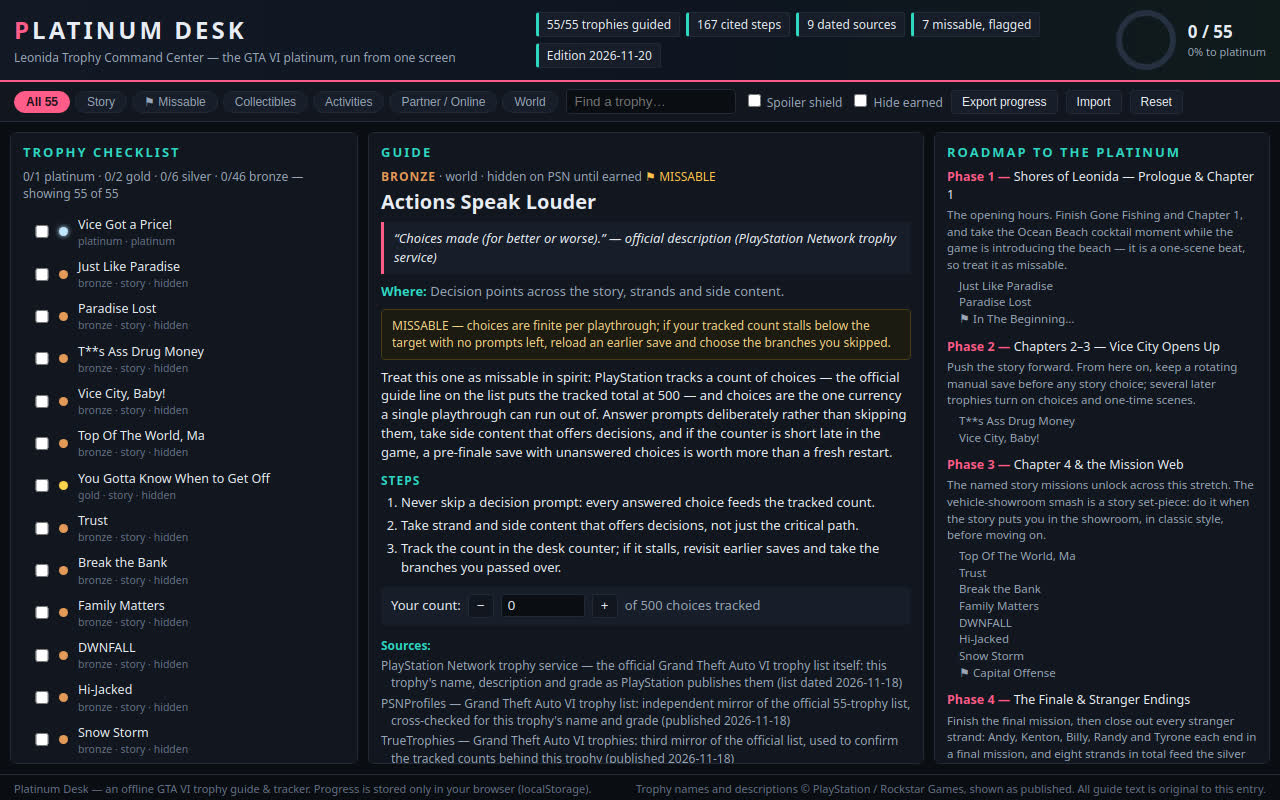 PLATINUM DESK
Leonida Trophy Command Center — the GTA VI platinum, run from one screen
55/55 trophies guided
167 cited steps
9 dated sources
7 missable, flagged
Edition 2026-11-20
0 / 55
0% to platinum
All 55
Story
⚑ Missable
Collectibles
Activities
Partner / Online
World
Find a trophy…
Spoiler shield
Hide earned
Export progress
Import
Reset
TROPHY CHECKLIST
0/1 platinum · 0/2 gold · 0/6 silver · 0/46 bronze —
showing 55 of 55
Vice Got a Price!
platinum · platinum
Just Like Paradise
bronze · story · hidden
Paradise Lost
bronze · story · hidden
T**s Ass Drug Money
bronze · story · hidden
Vice City, Baby!
bronze · story · hidden
Top Of The World, Ma
bronze · story · hidden
You Gotta Know When to Get Off
gold · story · hidden
Trust
bronze · story · hidden
Break the Bank
bronze · story · hidden
Family Matters
bronze · story · hidden
DWNFALL
bronze · story · hidden
Hi-Jacked
bronze · story · hidden
Snow Storm
bronze · story · hidden
GUIDE
BRONZE · world · hidden on PSN until earned ⚑ MISSABLE
Actions Speak Louder
“Choices made (for better or worse).” — official description (PlayStation Network trophy
service)
Where: Decision points across the story, strands and side content.
MISSABLE — choices are finite per playthrough; if your tracked count stalls below the
target with no prompts left, reload an earlier save and choose the branches you skipped.
Treat this one as missable in spirit: PlayStation tracks a count of choices — the official
guide line on the list puts the tracked total at 500 — and choices are the one currency
a single playthrough can run out of. Answer prompts deliberately rather than skipping
them, take side content that offers decisions, and if the counter is short late in the
game, a pre-finale save with unanswered choices is worth more than a fresh restart.
STEPS
1. Never skip a decision prompt: every answered choice feeds the tracked count.
2. Take strand and side content that offers decisions, not just the critical path.
3. Track the count in the desk counter; if it stalls, revisit earlier saves and take the
branches you passed over.
Your count: − 0 + of 500 choices tracked
Sources:
PlayStation Network trophy service — the official Grand Theft Auto VI trophy list itself: this
trophy's name, description and grade as PlayStation publishes them (list dated 2026-11-18)
PSNProfiles — Grand Theft Auto VI trophy list: independent mirror of the official 55-trophy list,
cross-checked for this trophy's name and grade (published 2026-11-18)
TrueTrophies — Grand Theft Auto VI trophies: third mirror of the official list, used to confirm
the tracked counts behind this trophy (published 2026-11-18)
ROADMAP TO THE PLATINUM
Phase 1 — Shores of Leonida — Prologue & Chapter
1
The opening hours. Finish Gone Fishing and Chapter 1,
and take the Ocean Beach cocktail moment while the
game is introducing the beach — it is a one-scene beat,
so treat it as missable.
Just Like Paradise
Paradise Lost
⚑ In The Beginning...
Phase 2 — Chapters 2–3 — Vice City Opens Up
Push the story forward. From here on, keep a rotating
manual save before any story choice; several later
trophies turn on choices and one-time scenes.
T**s Ass Drug Money
Vice City, Baby!
Phase 3 — Chapter 4 & the Mission Web
The named story missions unlock across this stretch. The
vehicle-showroom smash is a story set-piece: do it when
the story puts you in the showroom, in classic style,
before moving on.
Top Of The World, Ma
Trust
Break the Bank
Family Matters
DWNFALL
Hi-Jacked
Snow Storm
⚑ Capital Offense
Phase 4 — The Finale & Stranger Endings
Finish the final mission, then close out every stranger
strand: Andy, Kenton, Billy, Randy and Tyrone each end in
a final mission, and eight strands in total feed the silver
Platinum Desk — an offline GTA VI trophy guide & tracker. Progress is stored only in your browser (localStorage).
Trophy names and descriptions © PlayStation / Rockstar Games, shown as published. All guide text is original to this entry.